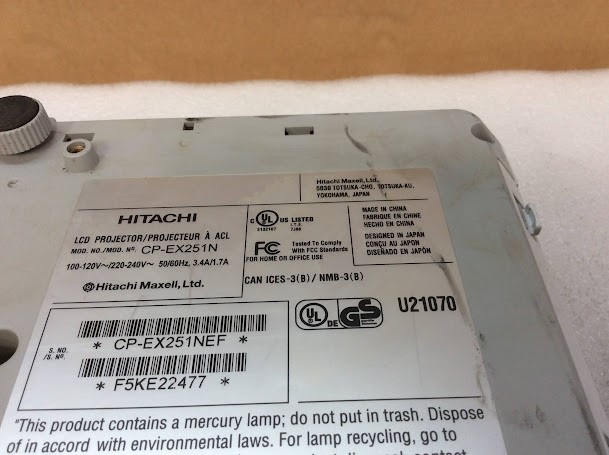 Hitachi Maxell, Ltd.
5030 TOTSUKA-CHO, TOTSUKA-KU,
YOKOHAMA, JAPAN
HITACHI
LCD PROJECTOR/PROJECTEUR À ACL
MOD. NO./MOD. Nº. CP-EX251N
100-120V~/220-240V~ 50/60Hz, 3.4A/1.7A
Hitachi Maxell, Ltd.
C UL US LISTED
I.T.E.
FC Tested To Comply
With FCC Standards
FOR HOME OR OFFICE USE
CAN ICES-3(B)/ NMB-3(B)
MADE IN CHINA
FABRIQUE EN CHINE
HECHO EN CHINA
DESIGNED IN JAPAN
CONÇU AU JAPON
DISEÑADO EN JAPÓN
UL DE GS
U21070
S. NO.
/S. Nº.
* CP-EX251NEF *
* F5KE22477 *
"This product contains a mercury lamp; do not put in trash. Dispose
of in accord with environmental laws. For lamp recycling, go to